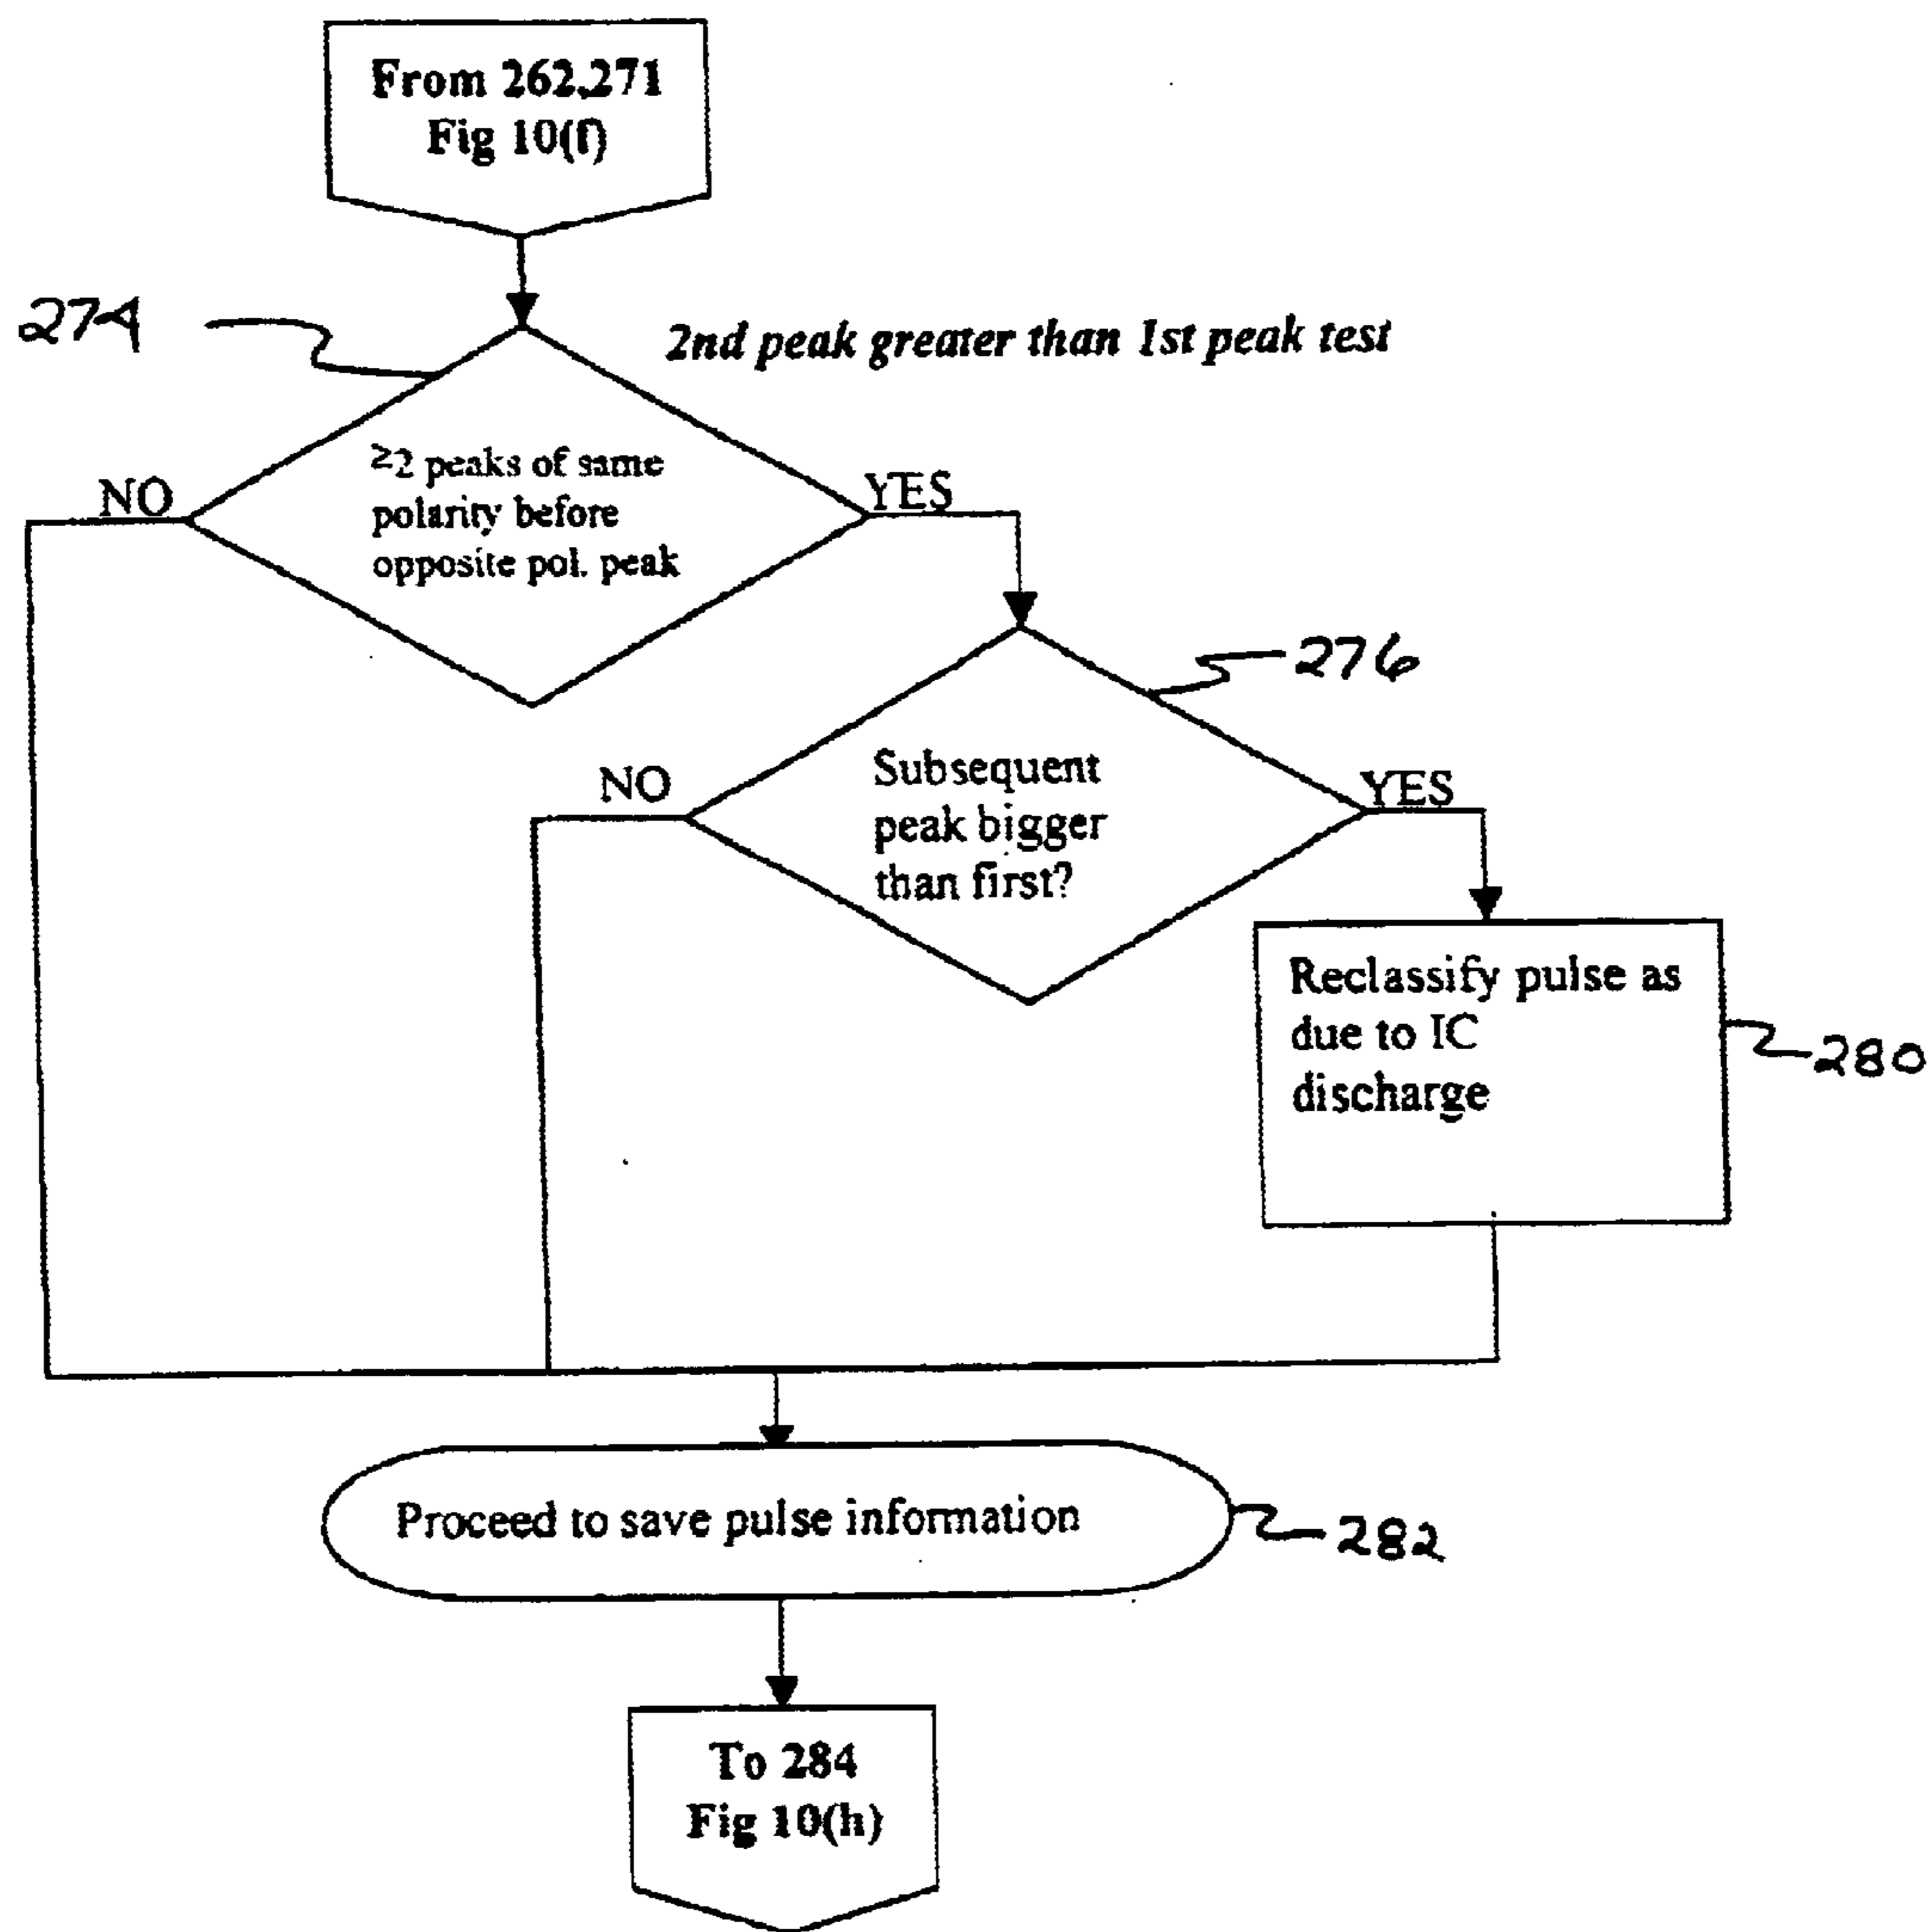 From 262,271
Fig 10(f)
274
2nd peak greater than 1st peak test
≥2 peaks of same
polarity before
opposite pol. peak
NO
YES
276
Subsequent
peak bigger
than first?
NO
YES
Reclassify pulse as
due to IC
discharge
280
Proceed to save pulse information
282
To 284
Fig 10(h)